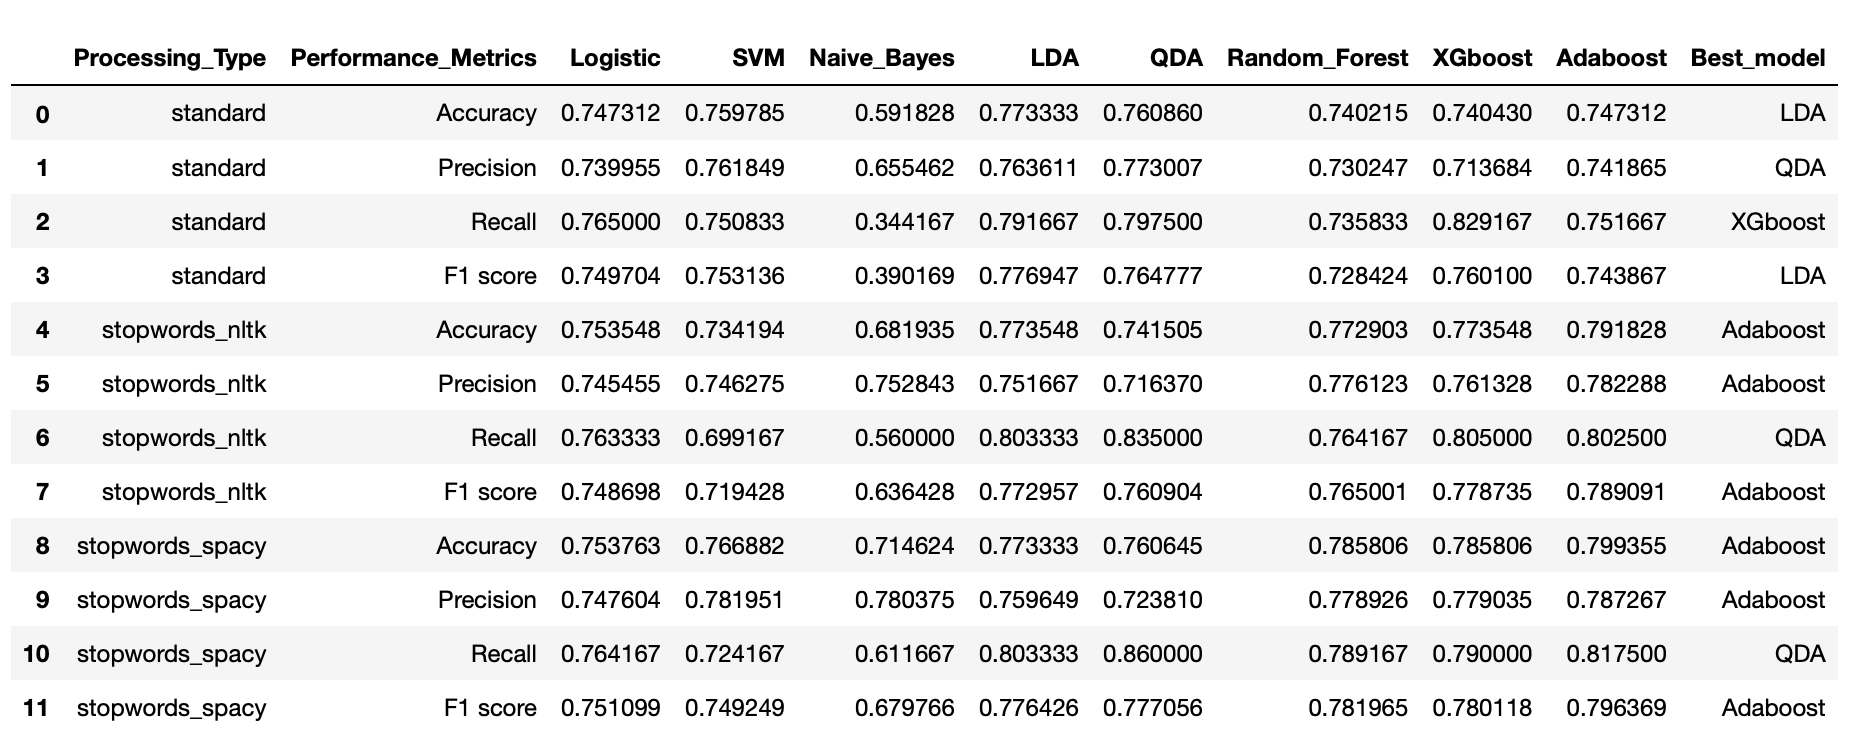 Processing_Type Performance_Metrics Logistic SVM Naive_Bayes LDA QDA Random_Forest XGboost Adaboost Best_model
0 standard Accuracy 0.747312 0.759785 0.591828 0.773333 0.760860 0.740215 0.740430 0.747312 LDA
1 standard Precision 0.739955 0.761849 0.655462 0.763611 0.773007 0.730247 0.713684 0.741865 QDA
2 standard Recall 0.765000 0.750833 0.344167 0.791667 0.797500 0.735833 0.829167 0.751667 XGboost
3 standard F1 score 0.749704 0.753136 0.390169 0.776947 0.764777 0.728424 0.760100 0.743867 LDA
4 stopwords_nltk Accuracy 0.753548 0.734194 0.681935 0.773548 0.741505 0.772903 0.773548 0.791828 Adaboost
5 stopwords_nltk Precision 0.745455 0.746275 0.752843 0.751667 0.716370 0.776123 0.761328 0.782288 Adaboost
6 stopwords_nltk Recall 0.763333 0.699167 0.560000 0.803333 0.835000 0.764167 0.805000 0.802500 QDA
7 stopwords_nltk F1 score 0.748698 0.719428 0.636428 0.772957 0.760904 0.765001 0.778735 0.789091 Adaboost
8 stopwords_spacy Accuracy 0.753763 0.766882 0.714624 0.773333 0.760645 0.785806 0.785806 0.799355 Adaboost
9 stopwords_spacy Precision 0.747604 0.781951 0.780375 0.759649 0.723810 0.778926 0.779035 0.787267 Adaboost
10 stopwords_spacy Recall 0.764167 0.724167 0.611667 0.803333 0.860000 0.789167 0.790000 0.817500 QDA
11 stopwords_spacy F1 score 0.751099 0.749249 0.679766 0.776426 0.777056 0.781965 0.780118 0.796369 Adaboost